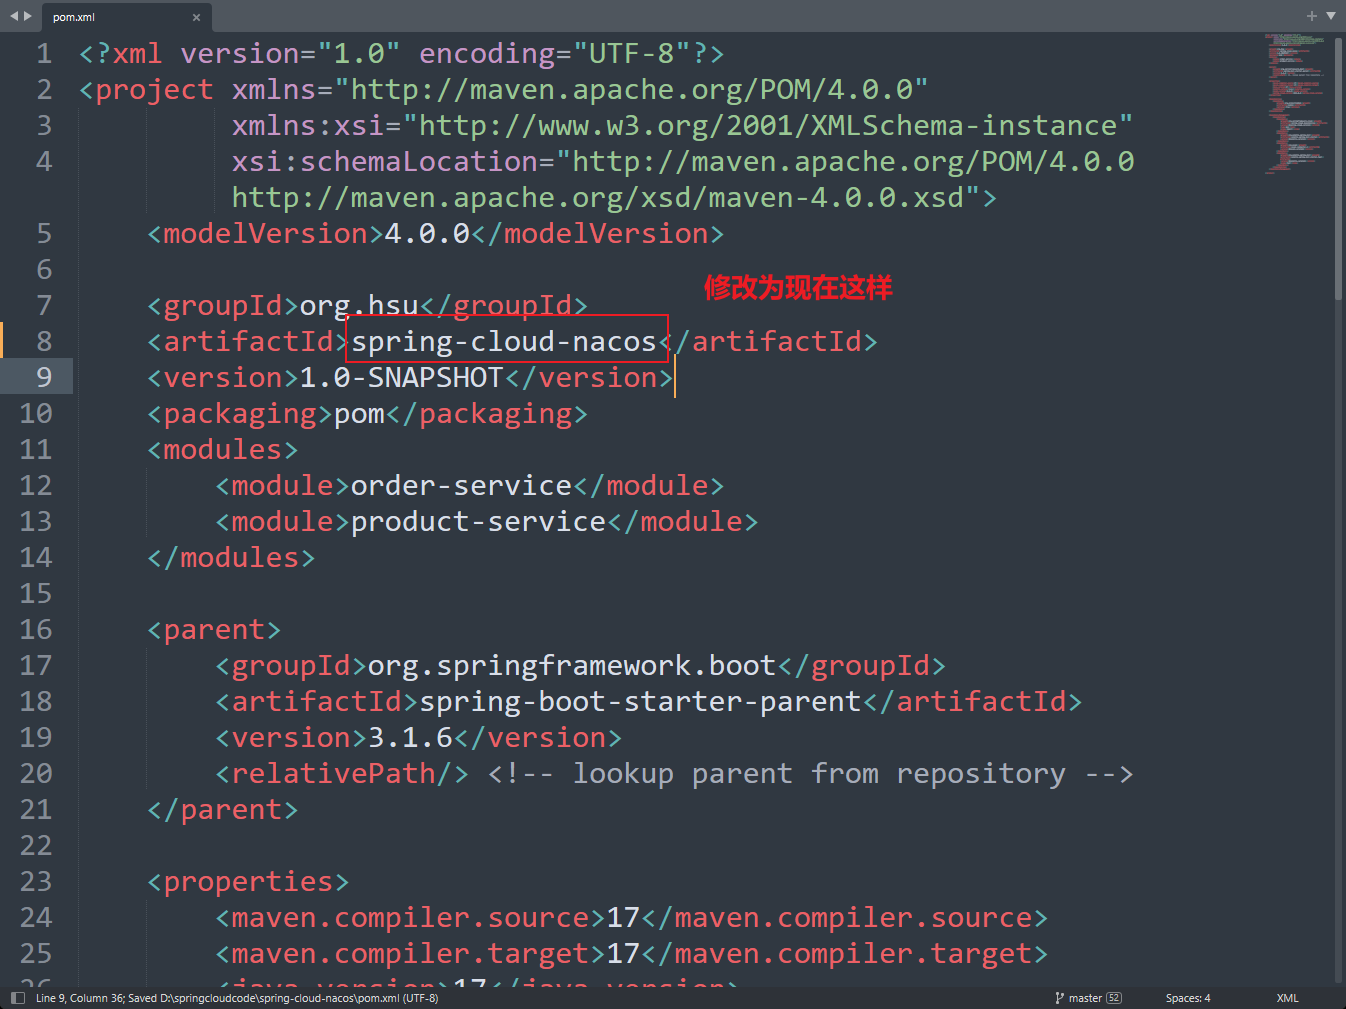 pom.xml
1 <?xml version="1.0" encoding="UTF-8"?>
2 <project xmlns="http://maven.apache.org/POM/4.0.0"
3 xmlns:xsi="http://www.w3.org/2001/XMLSchema-instance"
4 xsi:schemaLocation="http://maven.apache.org/POM/4.0.0
http://maven.apache.org/xsd/maven-4.0.0.xsd">
5 <modelVersion>4.0.0</modelVersion>
6
修改为现在这样
7 <groupId>org.hsu</groupId>
8 <artifactId>spring-cloud-nacos</artifactId>
9 <version>1.0-SNAPSHOT</version>
10 <packaging>pom</packaging>
11 <modules>
12 <module>order-service</module>
13 <module>product-service</module>
14 </modules>
15
16 <parent>
17 <groupId>org.springframework.boot</groupId>
18 <artifactId>spring-boot-starter-parent</artifactId>
19 <version>3.1.6</version>
20 <relativePath/> <!-- lookup parent from repository -->
21 </parent>
22
23 <properties>
24 <maven.compiler.source>17</maven.compiler.source>
25 <maven.compiler.target>17</maven.compiler.target>
26 <java.version>17</java.version>
Line 9, Column 36; Saved D:\springcloudcode\spring-cloud-nacos\pom.xml (UTF-8)
master 52
Spaces: 4
XML